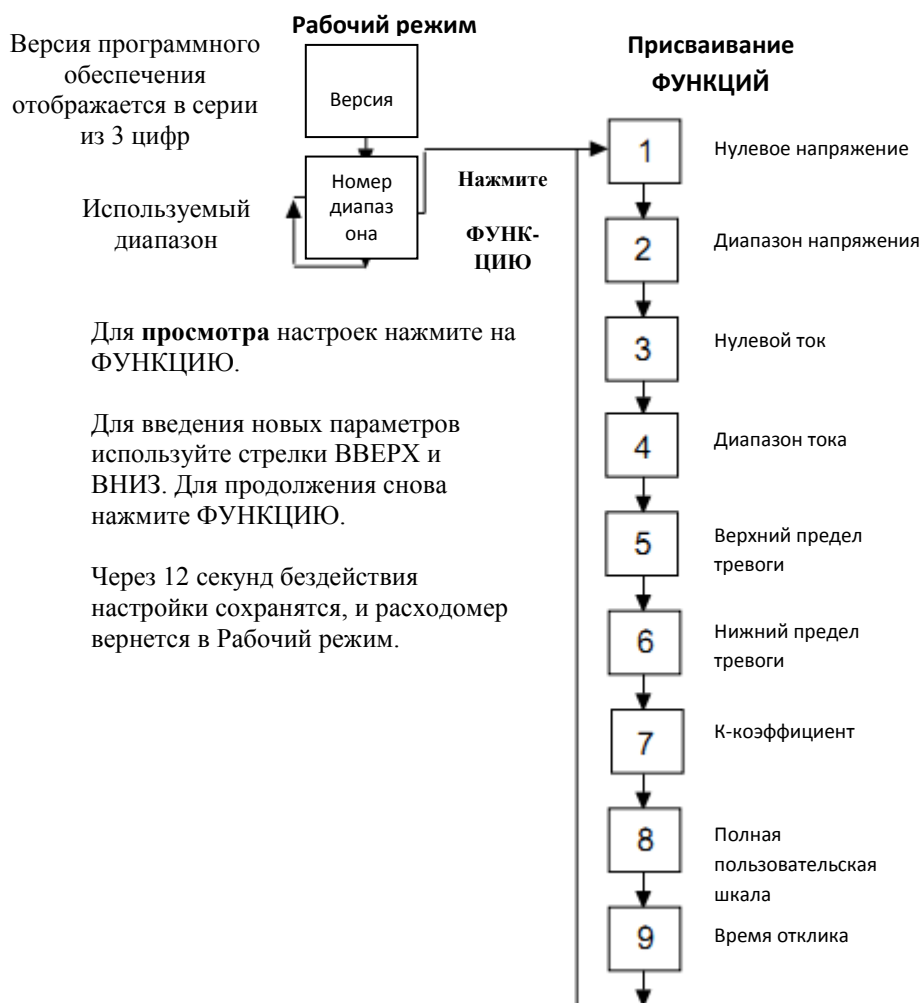 Рабочий режим
Версия программного
обеспечения
отображается в серии
из 3 цифр
Версия
Используемый
диапазон
Номер
диапаз
она
Нажмите
ФУНК-
ЦИЮ
Для просмотра настроек нажмите на
ФУНКЦИЮ.
Для введения новых параметров
используйте стрелки ВВЕРХ и
ВНИЗ. Для продолжения снова
нажмите ФУНКЦИЮ.
Через 12 секунд бездействия
настройки сохранятся, и расходомер
вернется в Рабочий режим.
Присваивание
ФУНКЦИЙ
1
Нулевое напряжение
2
Диапазон напряжения
3
Нулевой ток
4
Диапазон тока
5
Верхний предел
тревоги
6
Нижний предел
тревоги
7
К-коэффициент
8
Полная
пользовательская
шкала
9
Время отклика